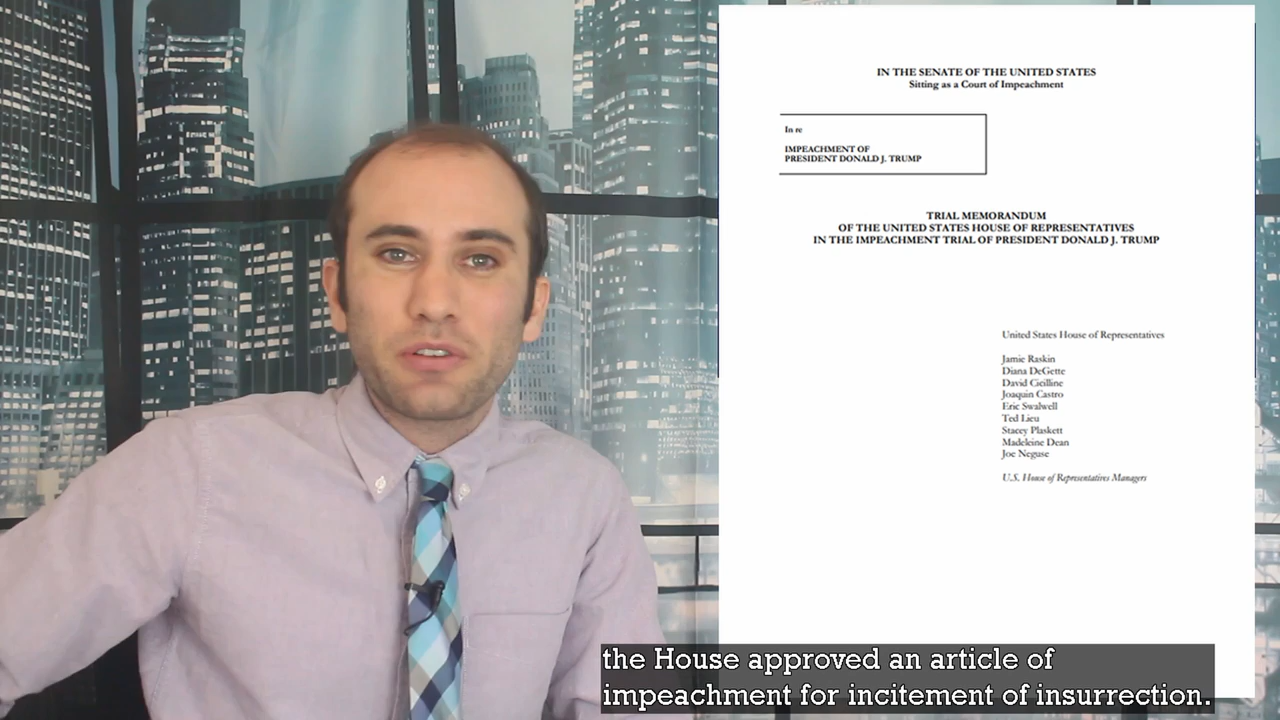 IN THE SENATE OF THE UNITED STATES
Sitting as a Court of Impeachment
In re
IMPEACHMENT OF
PRESIDENT DONALD J. TRUMP
TRIAL MEMORANDUM
OF THE UNITED STATES HOUSE OF REPRESENTATIVES
IN THE IMPEACHMENT TRIAL OF PRESIDENT DONALD J. TRUMP
United States House of Representatives
Jamie Raskin
Diana DeGette
David Cicilline
Joaquin Castro
Eric Swalwell
Ted Lieu
Stacey Plaskett
Madeleine Dean
Joe Neguse
U.S. House of Representatives Managers
the House approved an article of
impeachment for incitement of insurrection.